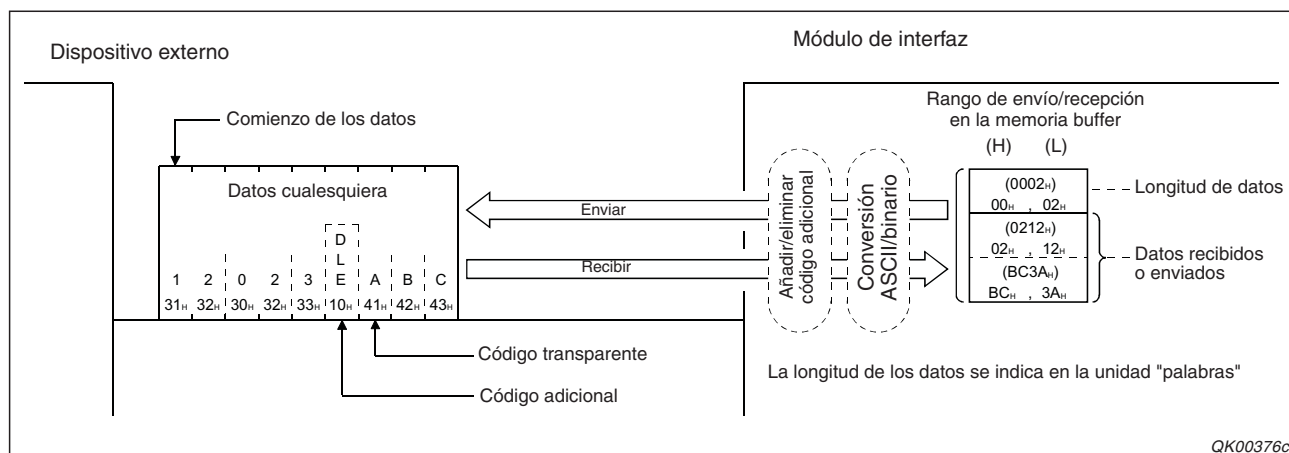 Dispositivo externo
Módulo de interfaz
Comienzo de los datos
Rango de envío/recepción
en la memoria buffer
(H) (L)
Datos cualesquiera
Enviar
Recibir
Añadir/eliminar
código adicional
Conversión
ASCII/binario
(0002H)
00H , 02H
Longitud de datos
(0212H)
02H , 12H
(BC3AH)
BCH , 3AH
Datos recibidos
o enviados
D
L
1 2 0 2 3 E A B C
31H 32H 30H 32H 33H 10H 41H 42H 43H
Código transparente
Código adicional
La longitud de los datos se indica en la unidad "palabras"
QK00376c